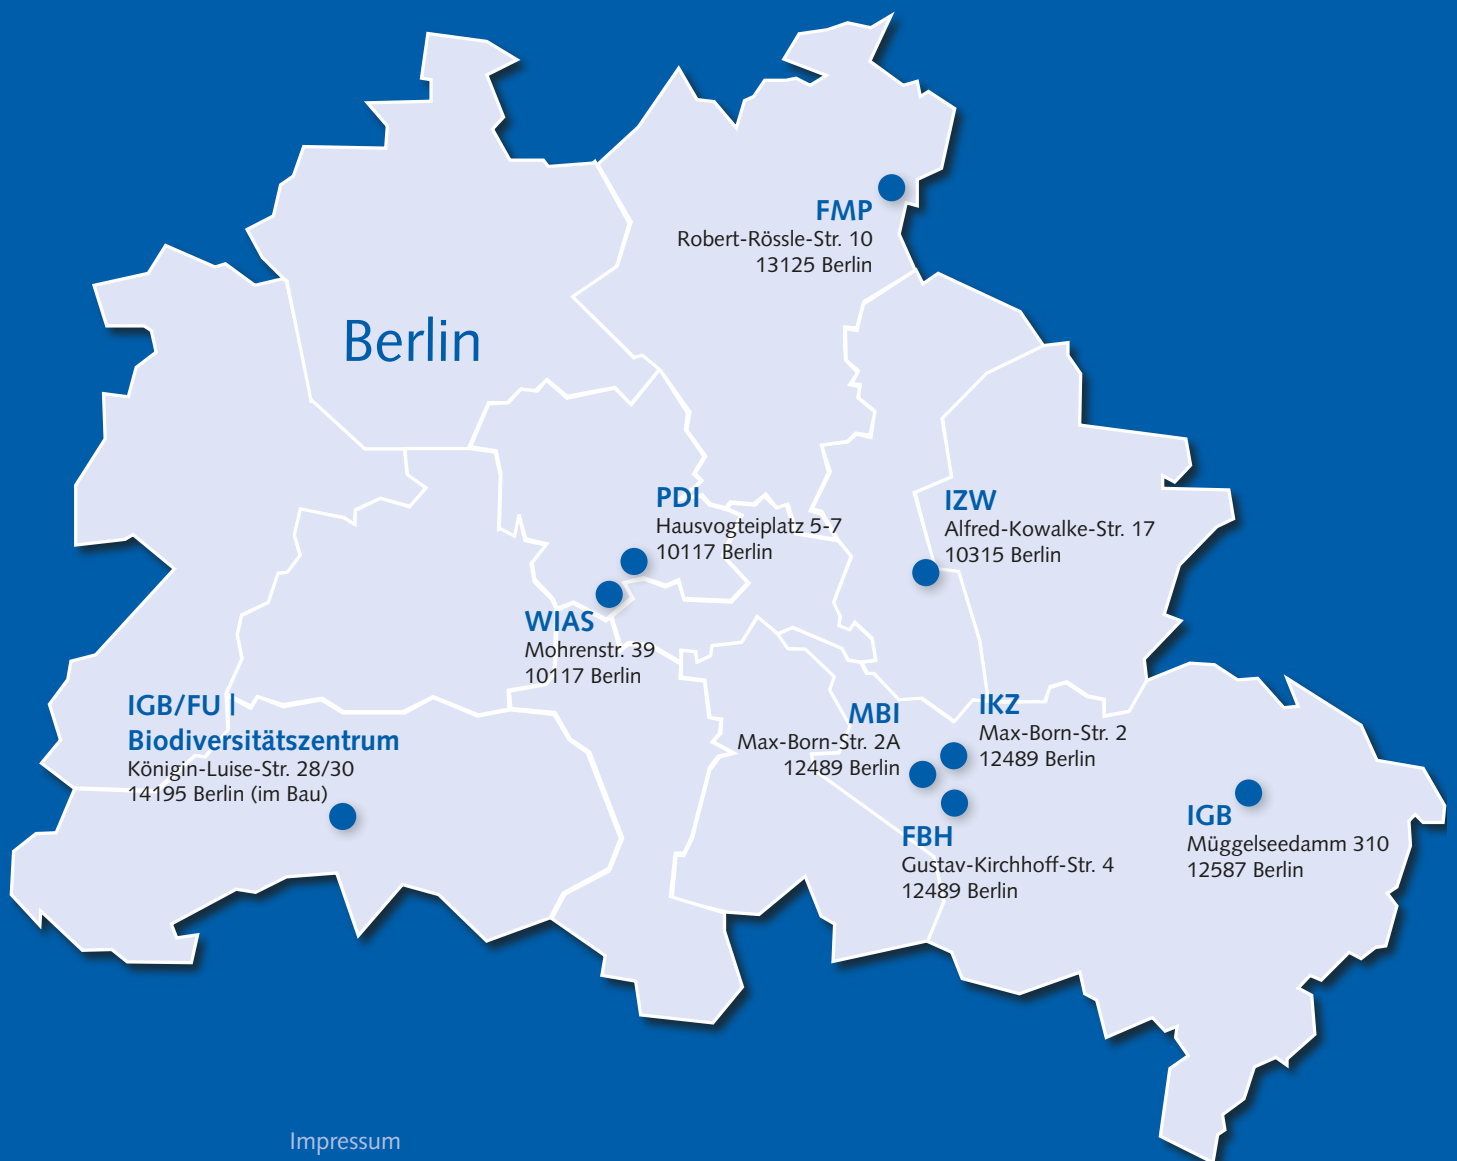 FMP
Robert-Rössle-Str. 10
13125 Berlin
Berlin
PDI
Hausvogteiplatz 5-7
10117 Berlin
IZW
Alfred-Kowalke-Str. 17
10315 Berlin
WIAS
Mohrenstr. 39
10117 Berlin
IGB/FU |
Biodiversitätszentrum
Königin-Luise-Str. 28/30
14195 Berlin (im Bau)
MBI
Max-Born-Str. 2A
12489 Berlin
IKZ
Max-Born-Str. 2
12489 Berlin
FBH
Gustav-Kirchhoff-Str. 4
12489 Berlin
IGB
Müggelseedamm 310
12587 Berlin
Impressum